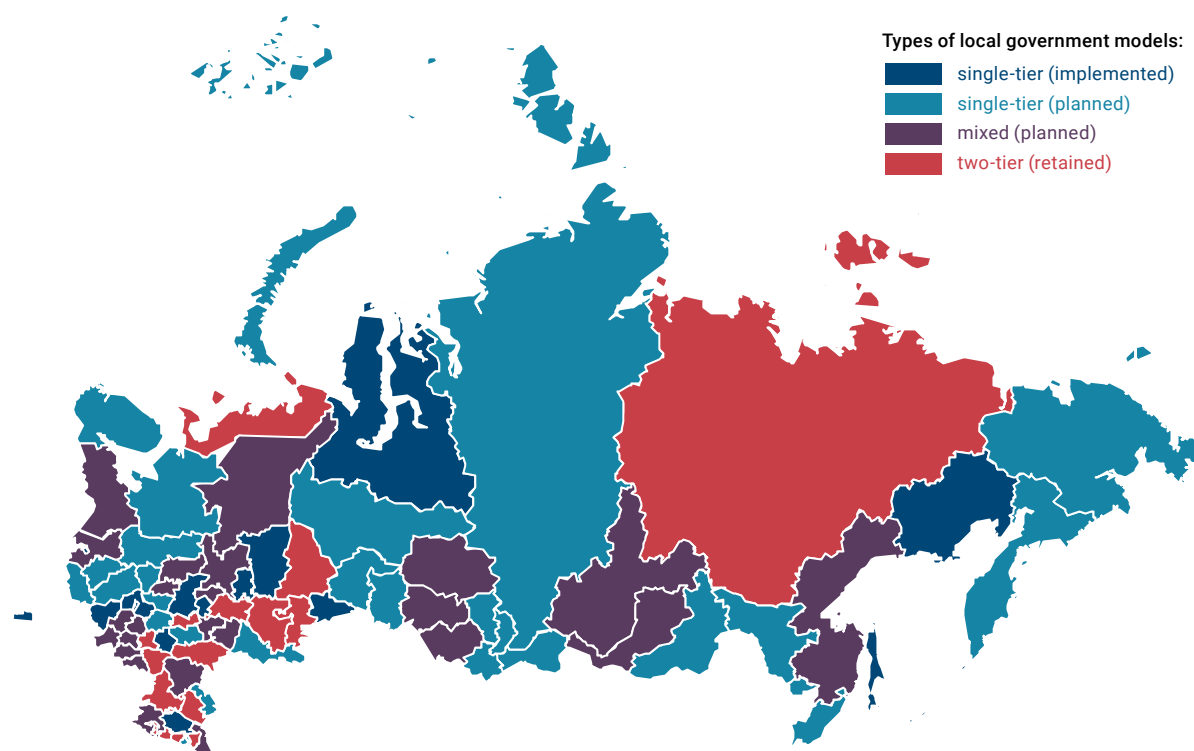 Types of local government models:
single-tier (implemented)
single-tier (planned)
mixed (planned)
two-tier (retained)